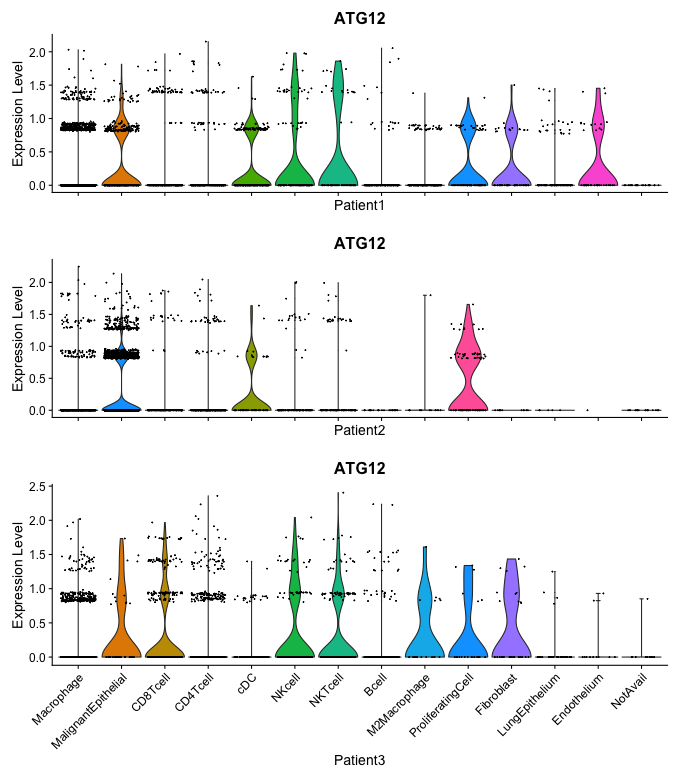 ATG12
Expression Level
2.0
1.5
1.0
0.5
0.0
Patient1
ATG12
Expression Level
2.0
1.5
1.0
0.5
0.0
Patient2
ATG12
Expression Level
2.5
2.0
1.5
1.0
0.5
0.0
Macrophage
MalignantEpithelial
CD8Tcell
CD4Tcell
cDC
NKcell
NKTcell
Bcell
M2Macrophage
ProliferatingCell
Fibroblast
LungEpithelium
Endothelium
NotAvail
Patient3